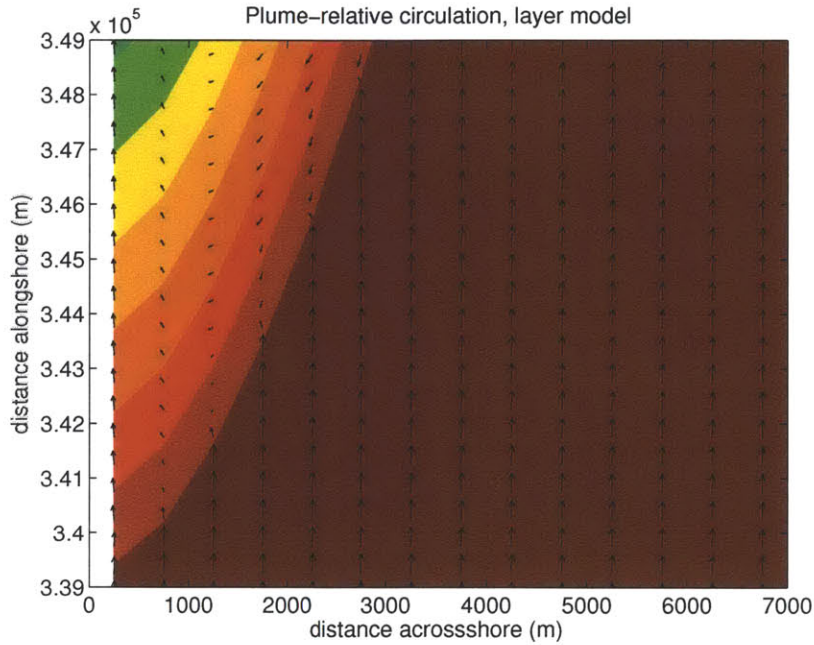 Plume-relative circulation, layer model
x 10⁵
3.49
3.48
3.47
3.46
3.45
3.44
3.43
3.42
3.41
3.4
3.39
distance alongshore (m)
0 1000 2000 3000 4000 5000 6000 7000
distance acrossshore (m)